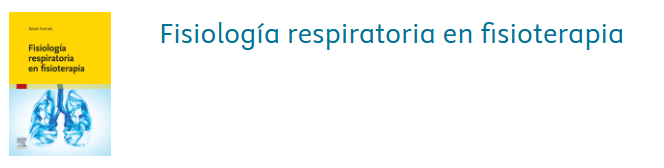 Fisiología respiratoria en fisioterapia
Fisiología
respiratoria
en fisioterapia